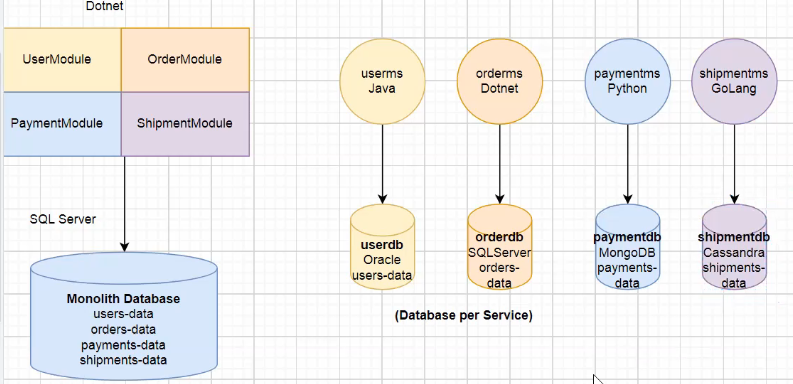 Dotnet
UserModule
OrderModule
PaymentModule
ShipmentModule
SQL Server
Monolith Database
users-data
orders-data
payments-data
shipments-data
userms
Java
orderms
Dotnet
paymentms
Python
shipmentms
GoLang
userdb
Oracle
users-data
orderdb
SQLServer
orders-
data
paymentdb
MongoDB
payments-
data
shipmentdb
Cassandra
shipments-
data
(Database per Service)